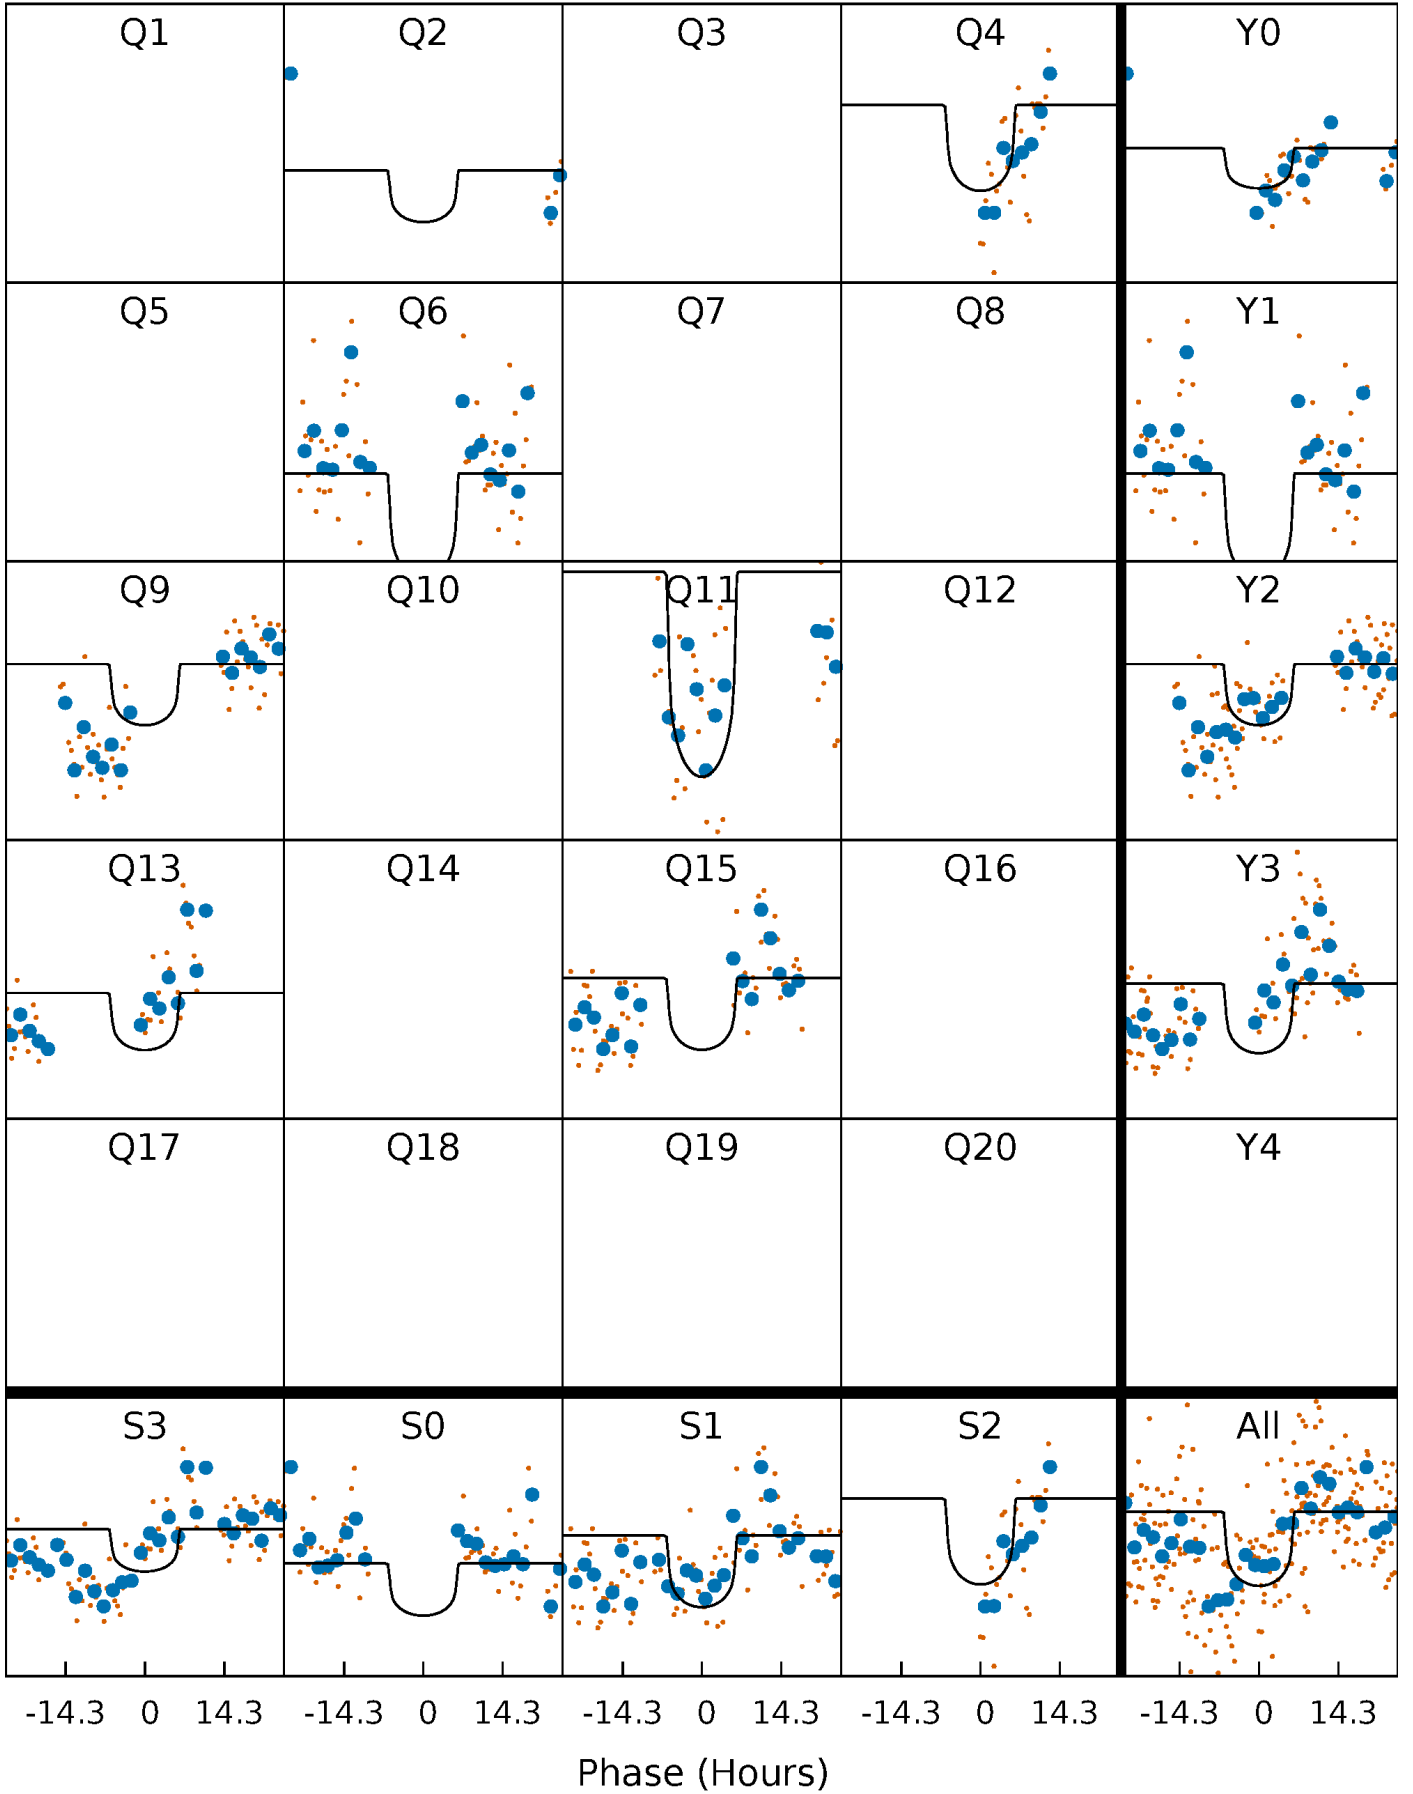 Q1 Q2 Q3 Q4 Y0
Q5 Q6 Q7 Q8 Y1
Q9 Q10 Q11 Q12 Y2
Q13 Q14 Q15 Q16 Y3
Q17 Q18 Q19 Q20 Y4
S3 S0 S1 S2 All
-14.3 0 14.3 -14.3 0 14.3 -14.3 0 14.3 -14.3 0 14.3 -14.3 0 14.3
Phase (Hours)